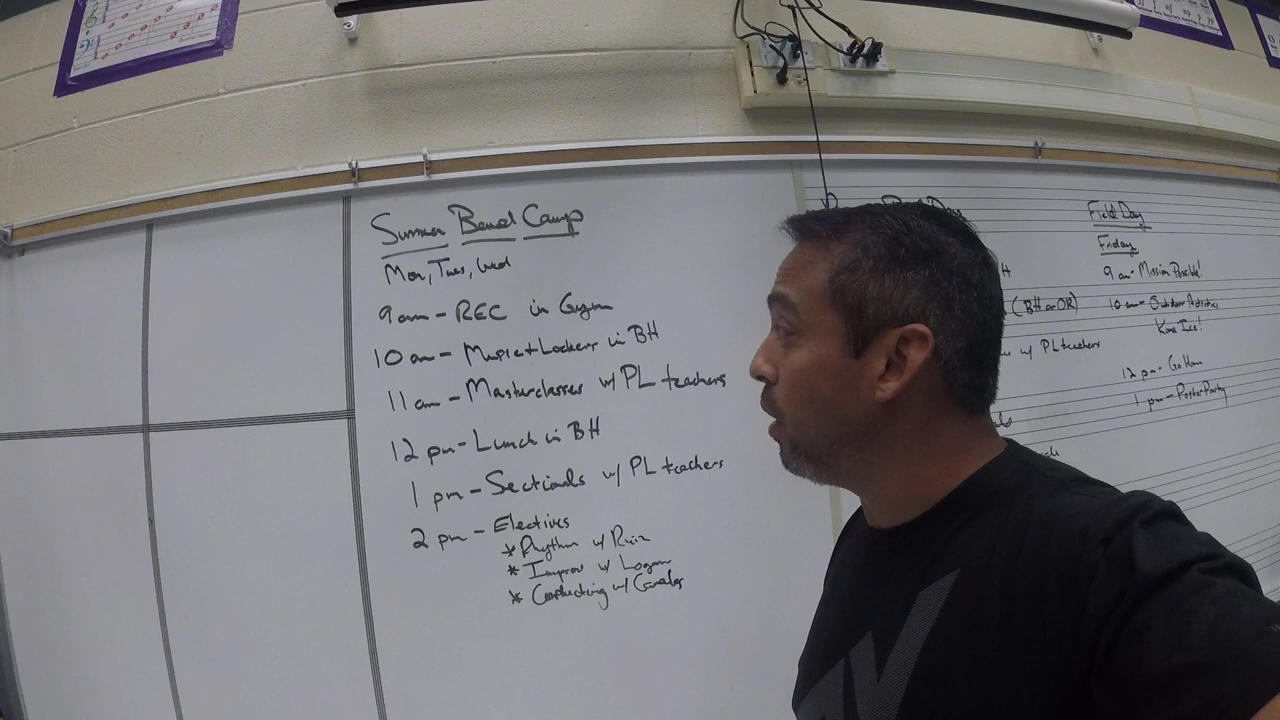 Summer Band Camp
Mon, Tues, Wed
9 am - REC in Gym
10 am - Music + Lockers in BH
11 am - Masterclasses w/ PL teachers
12 pm - Lunch in BH
1 pm - Sectionals w/ PL teachers
2 pm - Electives
* Rhythm w/ Ruiz
* Improv w/ Logan
* Conducting w/
(BH or OR)
w/ PL teachers
Field Day
Friday
9 am - Mission Possible!
10 am - Outdoor Activities
Kona Ice!
12 pm - Go Home
1 pm - Poster Party